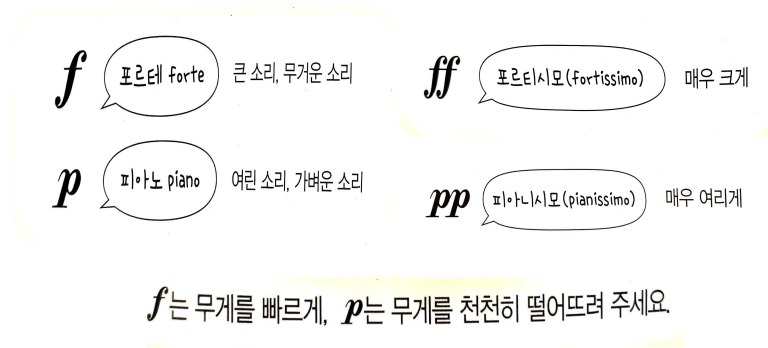 f 포르테 forte 큰 소리, 무거운 소리
ff 포르티시모(fortissimo) 매우 크게
p 피아노 piano 여린 소리, 가벼운 소리
pp 피아니시모(pianissimo) 매우 여리게
f는 무게를 빠르게, p는 무게를 천천히 떨어뜨려 주세요.